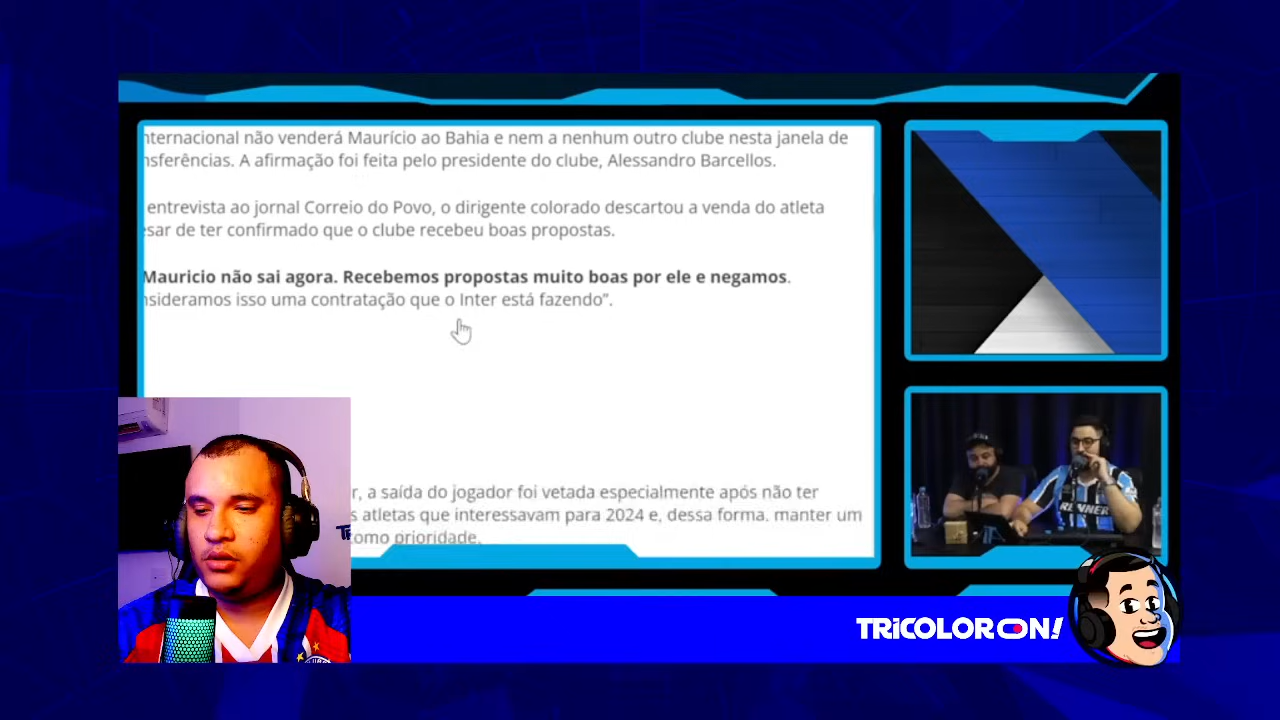 nternacional não venderá Maurício ao Bahia e nem a nenhum outro clube nesta janela de
nsferências. A afirmação foi feita pelo presidente do clube, Alessandro Barcellos.
entrevista ao jornal Correio do Povo, o dirigente colorado descartou a venda do atleta
esar de ter confirmado que o clube recebeu boas propostas.
Mauricio não sai agora. Recebemos propostas muito boas por ele e negamos.
nsideramos isso uma contratação que o Inter está fazendo”.
r, a saída do jogador foi vetada especialmente após não ter
s atletas que interessavam para 2024 e, dessa forma. manter um
como prioridade.
RENNER
TRiCOLOR ON!